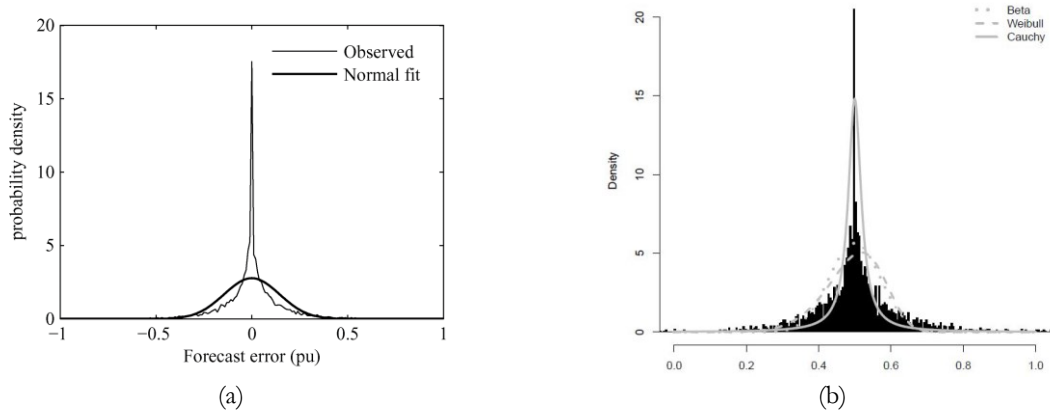 20
15
10
5
0
probability density
Observed
Normal fit
−1
−0.5
0
0.5
1
Forecast error (pu)
(a)
20
15
10
5
0
Density
Beta
Weibull
Cauchy
0.0
0.2
0.4
0.6
0.8
1.0
(b)